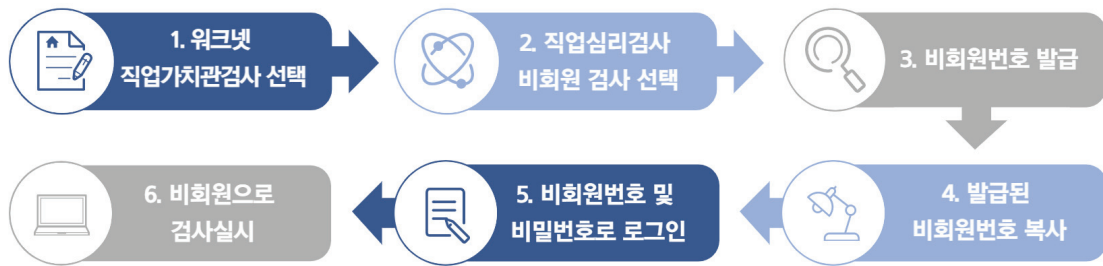 1. 워크넷
직업가치관검사 선택
2. 직업심리검사
비회원 검사 선택
3. 비회원번호 발급
4. 발급된
비회원번호 복사
5. 비회원번호 및
비밀번호로 로그인
6. 비회원으로
검사실시